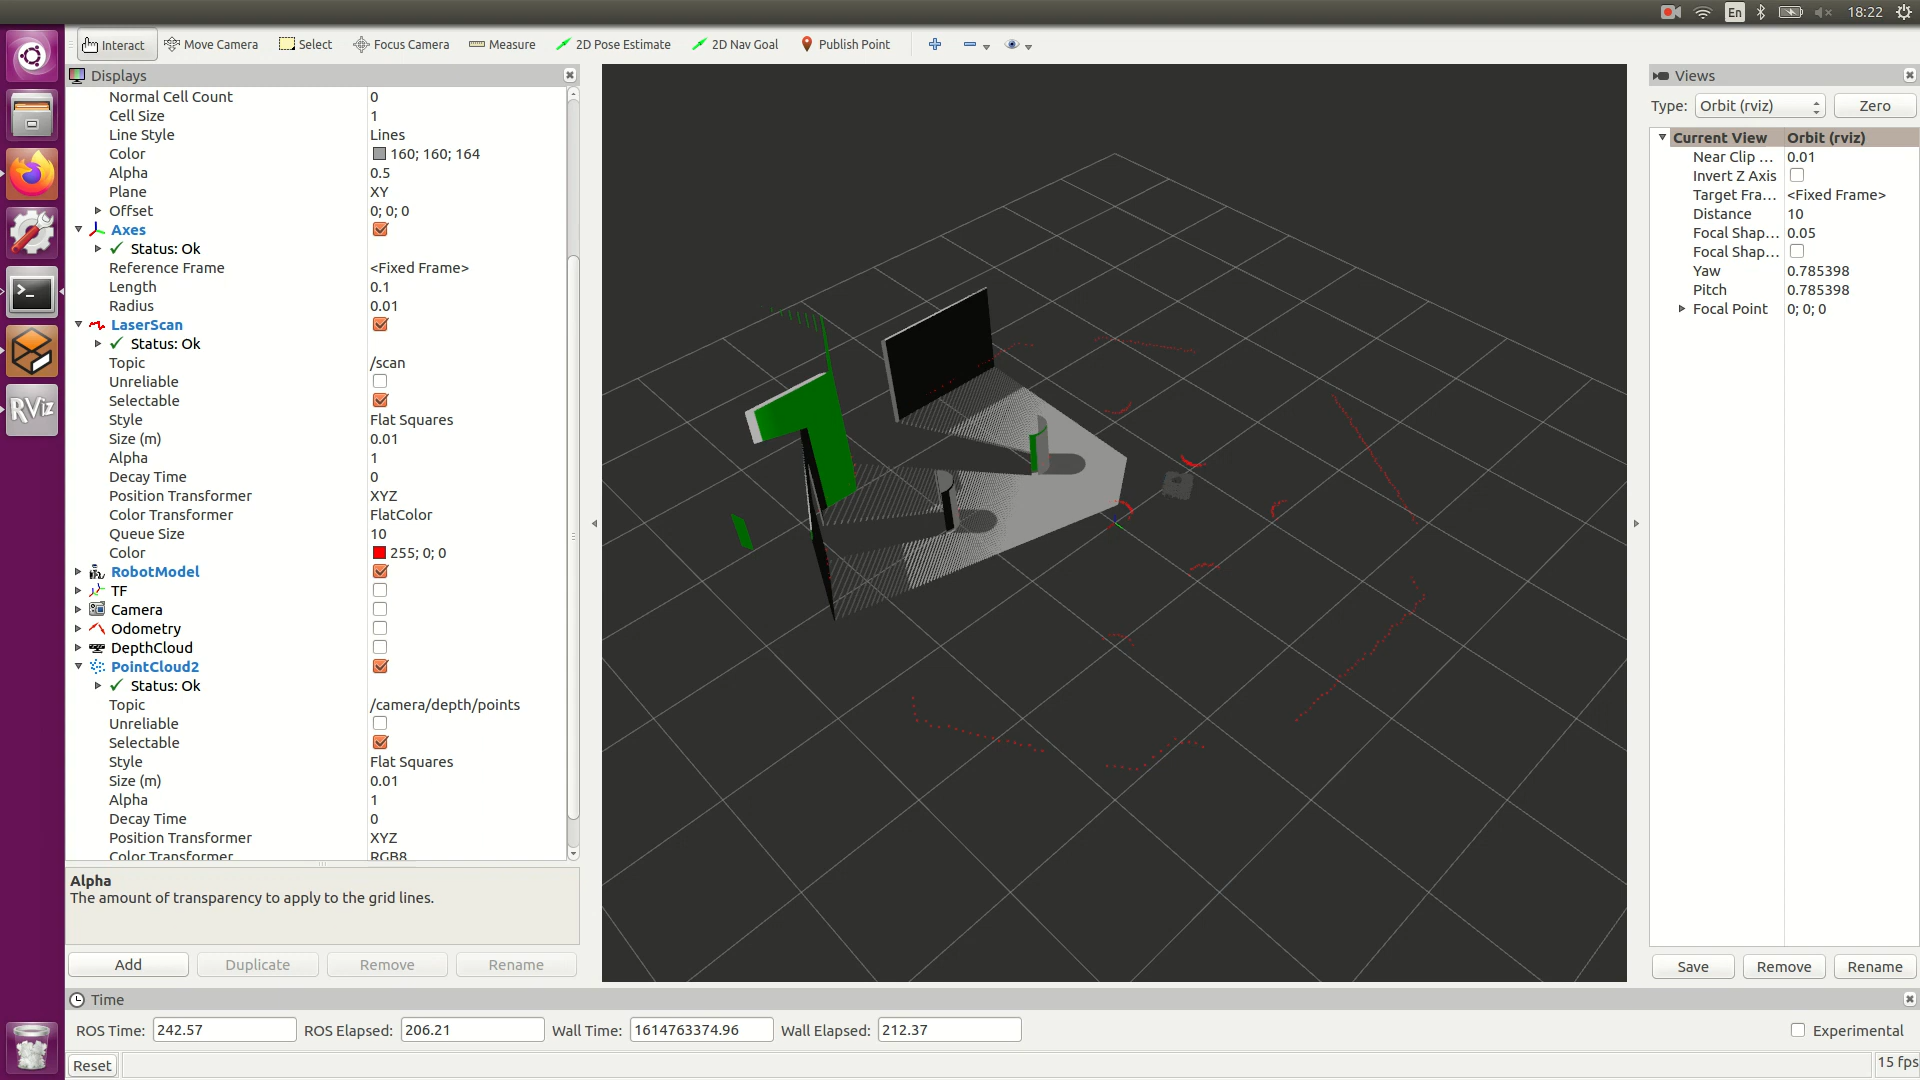 En
18:22
Interact
Move Camera
Select
Focus Camera
Measure
2D Pose Estimate
2D Nav Goal
Publish Point
Displays
Normal Cell Count 0
Cell Size 1
Line Style Lines
Color 160; 160; 164
Alpha 0.5
Plane XY
Offset 0; 0; 0
Axes
Status: Ok
Reference Frame <Fixed Frame>
Length 0.1
Radius 0.01
LaserScan
Status: Ok
Topic /scan
Unreliable
Selectable
Style Flat Squares
Size (m) 0.01
Alpha 1
Decay Time 0
Position Transformer XYZ
Color Transformer FlatColor
Queue Size 10
Color 255; 0; 0
RobotModel
TF
Camera
Odometry
DepthCloud
PointCloud2
Status: Ok
Topic /camera/depth/points
Unreliable
Selectable
Style Flat Squares
Size (m) 0.01
Alpha 1
Decay Time 0
Position Transformer XYZ
Color Transformer RGB8
Alpha
The amount of transparency to apply to the grid lines.
Add
Duplicate
Remove
Rename
Views
Type: Orbit (rviz) Zero
Current View Orbit (rviz)
Near Clip ... 0.01
Invert Z Axis
Target Fra... <Fixed Frame>
Distance 10
Focal Shap... 0.05
Focal Shap...
Yaw 0.785398
Pitch 0.785398
Focal Point 0; 0; 0
Save
Remove
Rename
RViz
Time
ROS Time: 242.57 ROS Elapsed: 206.21 Wall Time: 1614763374.96 Wall Elapsed: 212.37 Experimental
Reset
15 fps